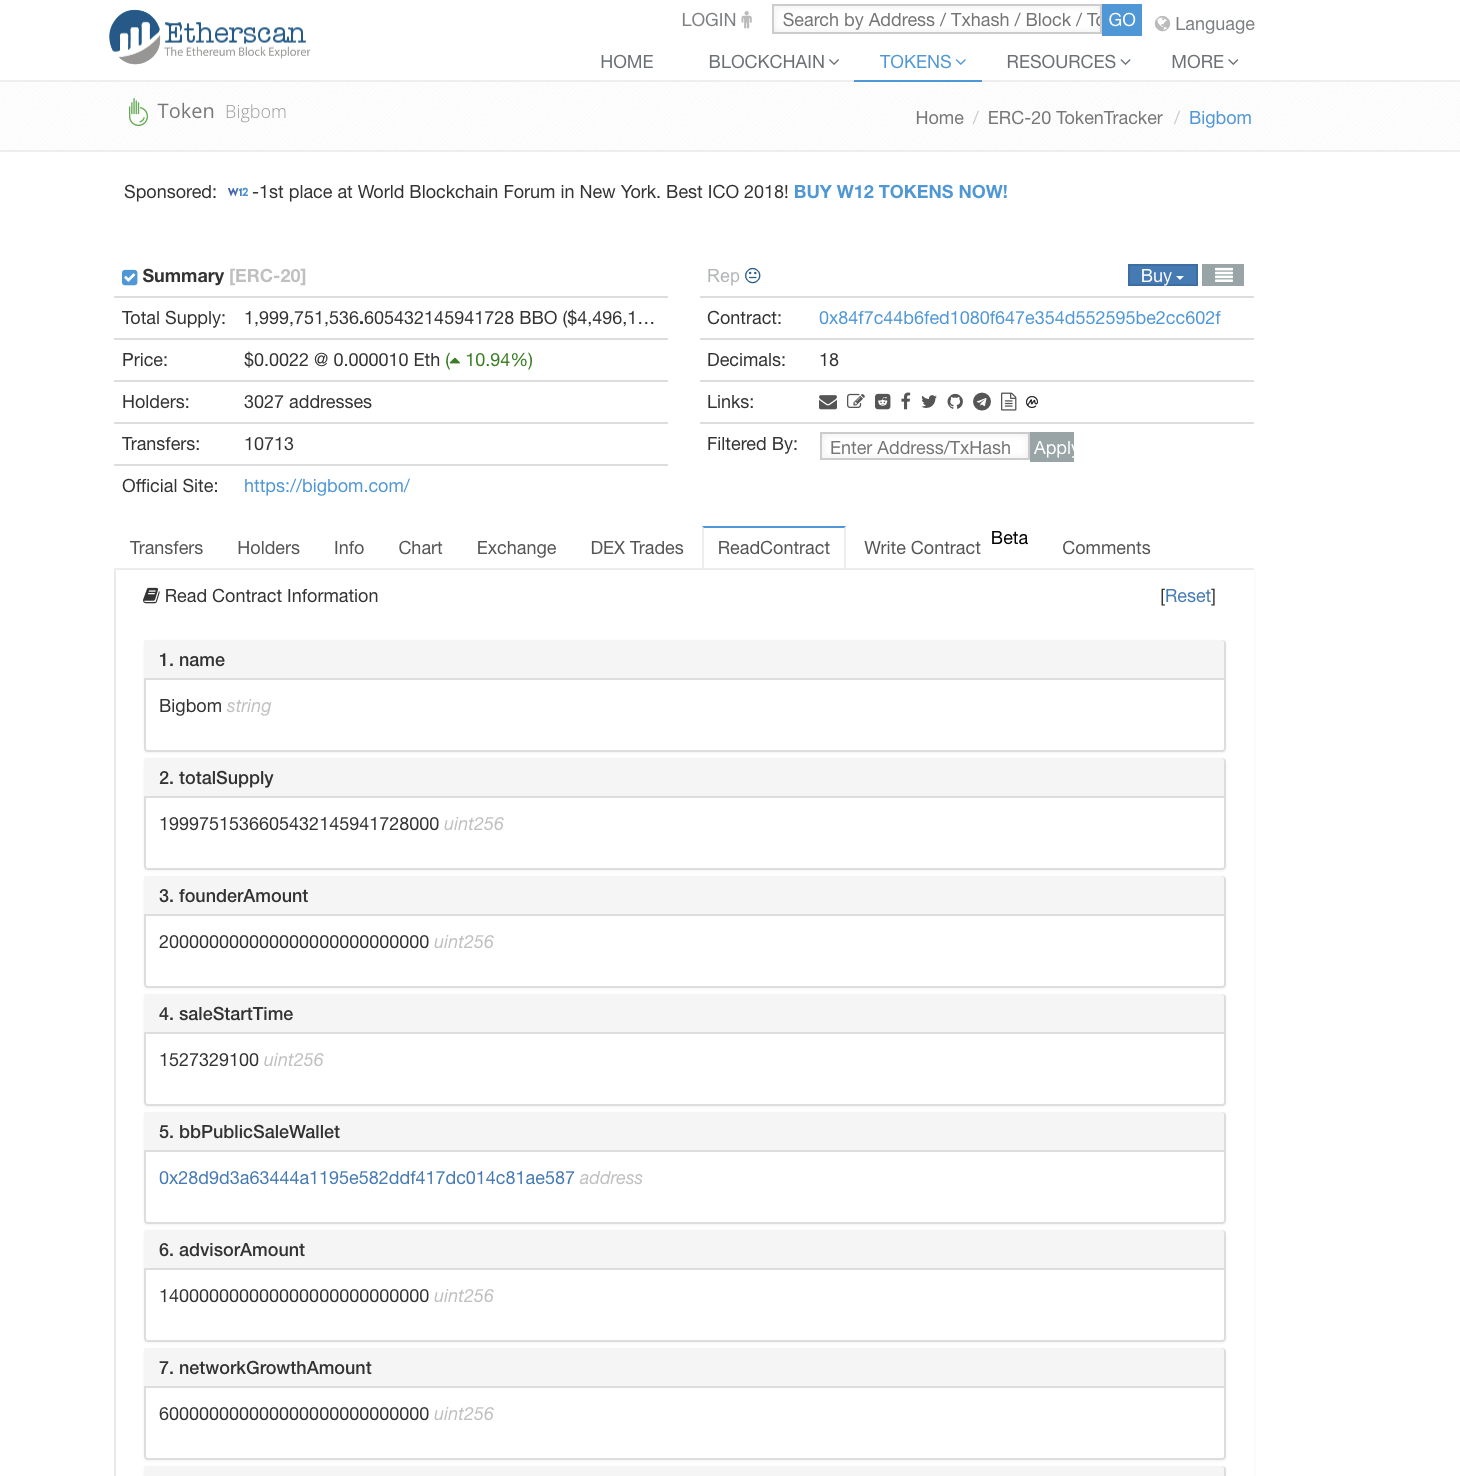 Etherscan
The Ethereum Block Explorer
LOGIN
Search by Address / Txhash / Block / To
GO
Language
HOME BLOCKCHAIN TOKENS RESOURCES MORE
Token Bigbom
Home / ERC-20 TokenTracker / Bigbom
Sponsored: W12 -1st place at World Blockchain Forum in New York. Best ICO 2018! BUY W12 TOKENS NOW!
Summary [ERC-20]
Total Supply: 1,999,751,536.605432145941728 BBO ($4,496,1...
Price: $0.0022 @ 0.000010 Eth (10.94%)
Holders: 3027 addresses
Transfers: 10713
Official Site: https://bigbom.com/
Rep
Buy
Contract: 0x84f7c44b6fed1080f647e354d552595be2cc602f
Decimals: 18
Links:
Filtered By: Enter Address/TxHash Apply
Transfers Holders Info Chart Exchange DEX Trades ReadContract Write Contract Beta Comments
Read Contract Information
[Reset]
1. name
Bigbom string
2. totalSupply
1999751536605432145941728000 uint256
3. founderAmount
200000000000000000000000000 uint256
4. saleStartTime
1527329100 uint256
5. bbPublicSaleWallet
0x28d9d3a63444a1195e582ddf417dc014c81ae587 address
6. advisorAmount
140000000000000000000000000 uint256
7. networkGrowthAmount
600000000000000000000000000 uint256